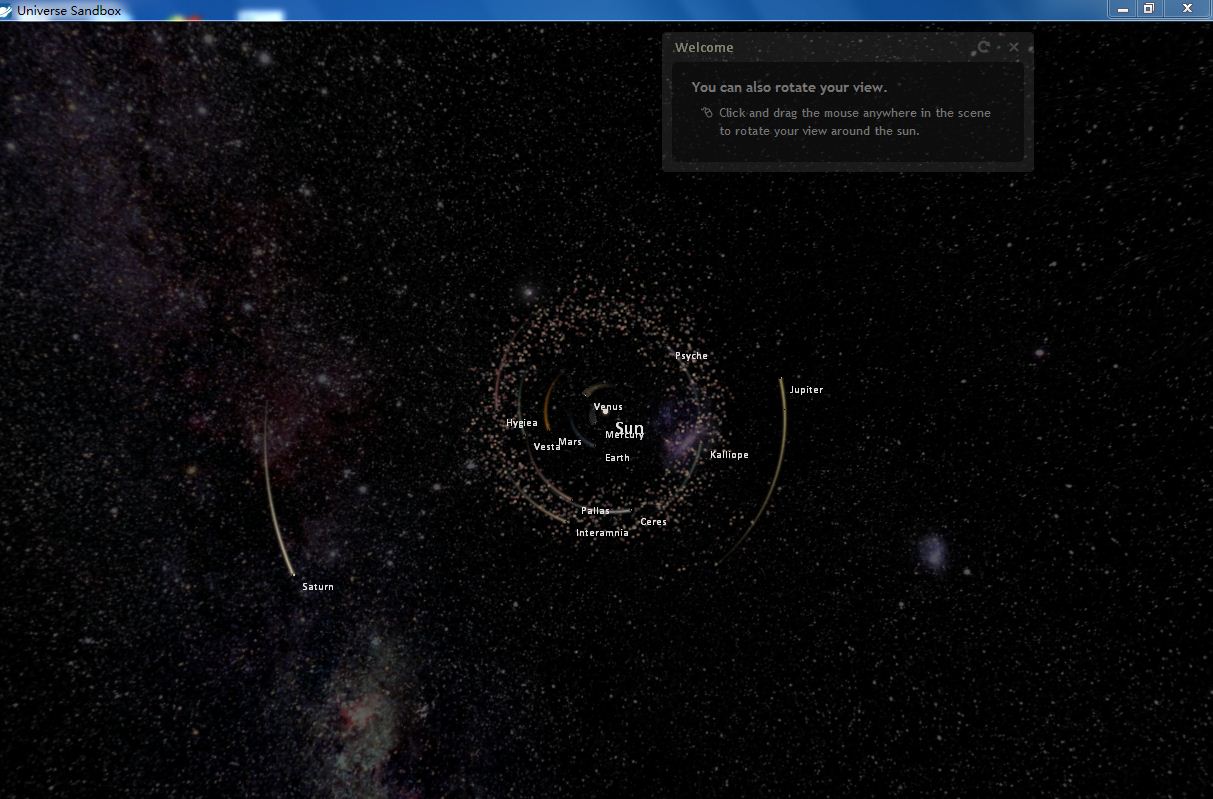 Universe Sandbox
Welcome
You can also rotate your view.
Click and drag the mouse anywhere in the scene
to rotate your view around the sun.
Psyche
Jupiter
Venus
Hygiea
Sun
Mercury
Mars
Vesta
Kalliope
Earth
Pallas
Ceres
Interamnia
Saturn